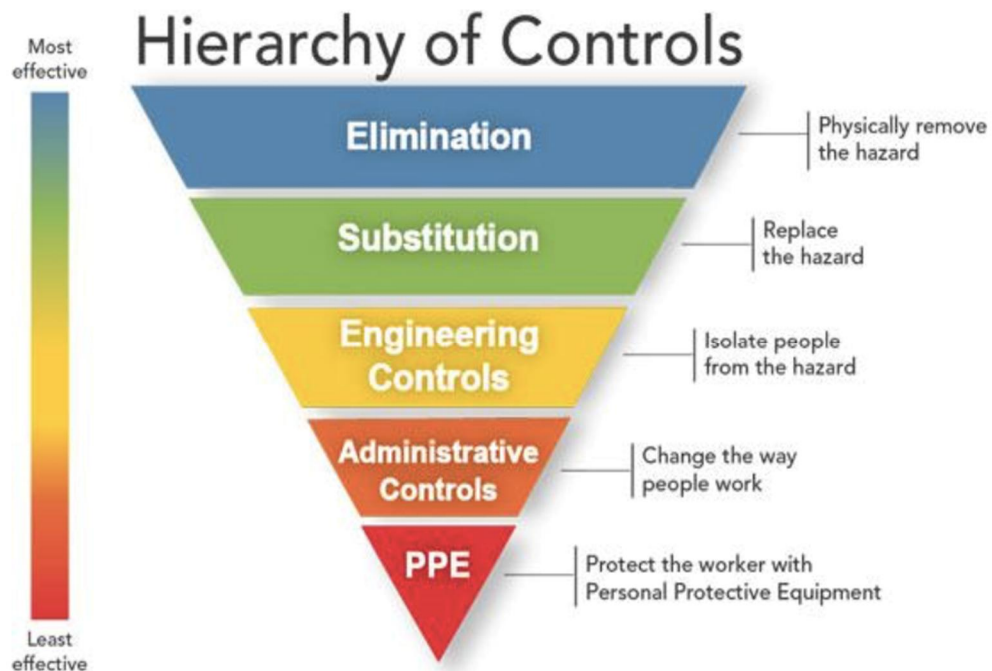 Hierarchy of Controls
Most
effective
Elimination
Physically remove
the hazard
Substitution
Replace
the hazard
Engineering
Controls
Isolate people
from the hazard
Administrative
Controls
Change the way
people work
PPE
Protect the worker with
Personal Protective Equipment
Least
effective